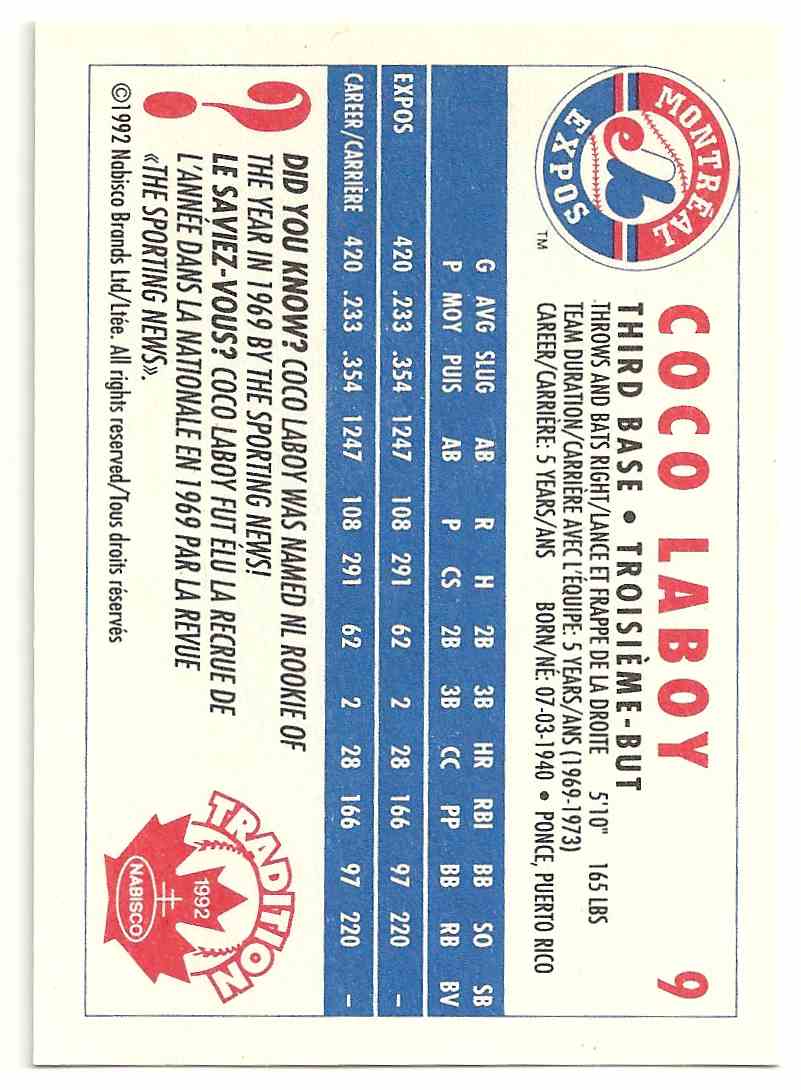 MONTRÉAL
EXPOS
TM
COCO LABOY 9
THIRD BASE • TROISIÈME-BUT
THROWS AND BATS RIGHT/LANCE ET FRAPPE DE LA DROITE 5'10" 165 LBS
TEAM DURATION/CARRIÈRE AVEC L'ÉQUIPE: 5 YEARS/ANS (1969-1973)
CAREER/CARRIÈRE: 5 YEARS/ANS BORN/NÉ: 07-03-1940 • PONCE, PUERTO RICO
G AVG SLUG AB R H 2B 3B HR RBI BB SO SB
P MOY PUIS AB P CS 2B 3B CC PP BB RB BV
EXPOS 420 .233 .354 1247 108 291 62 2 28 166 97 220 –
CAREER/CARRIÈRE 420 .233 .354 1247 108 291 62 2 28 166 97 220 –
?
DID YOU KNOW? COCO LABOY WAS NAMED NL ROOKIE OF
THE YEAR IN 1969 BY THE SPORTING NEWS!
LE SAVIEZ-VOUS? COCO LABOY FUT ÉLU LA RECRUE DE
L'ANNÉE DANS LA NATIONALE EN 1969 PAR LA REVUE
«THE SPORTING NEWS».
TRADITION
1992
NABISCO
©1992 Nabisco Brands Ltd/Ltée. All rights reserved/Tous droits réservés